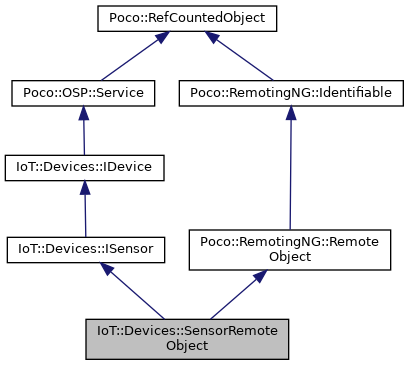 Poco::RefCountedObject
Poco::OSP::Service
Poco::RemotingNG::Identifiable
IoT::Devices::IDevice
IoT::Devices::ISensor
Poco::RemotingNG::Remote
Object
IoT::Devices::SensorRemote
Object